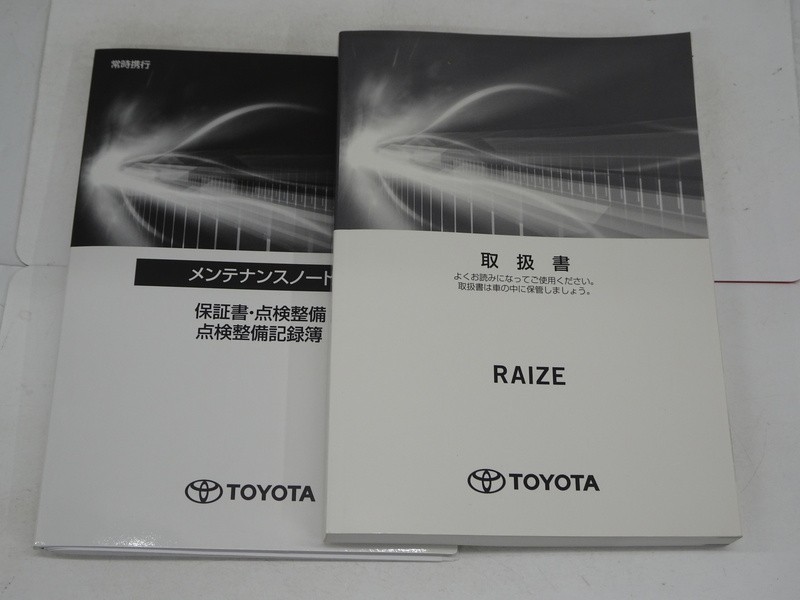 常時携行
メンテナンスノート
保証書・点検整備
点検整備記録簿
TOYOTA
取扱書
よくお読みになってご使用ください。
取扱書は車の中に保管しましょう。
RAIZE
TOYOTA